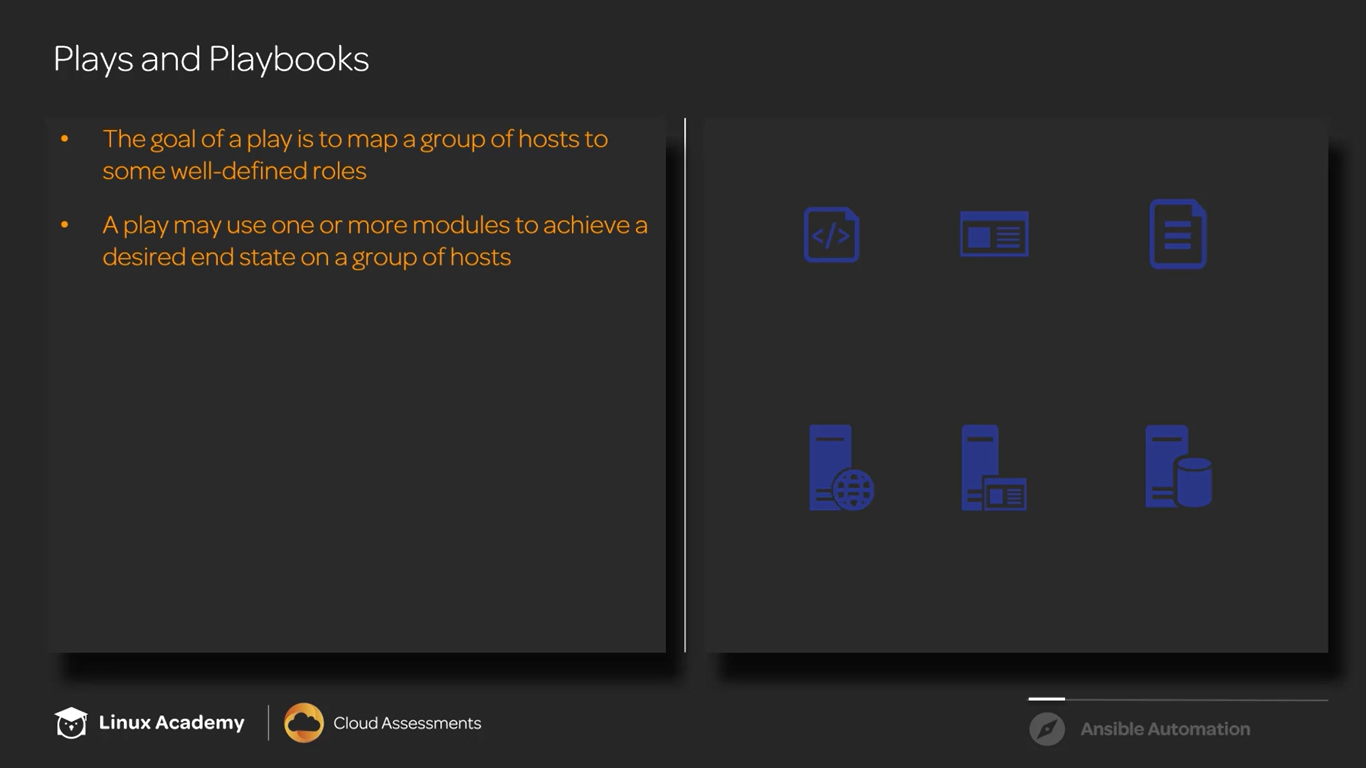 Plays and Playbooks
• The goal of a play is to map a group of hosts to
some well-defined roles
• A play may use one or more modules to achieve a
desired end state on a group of hosts
</>
Linux Academy
Cloud Assessments
Ansible Automation